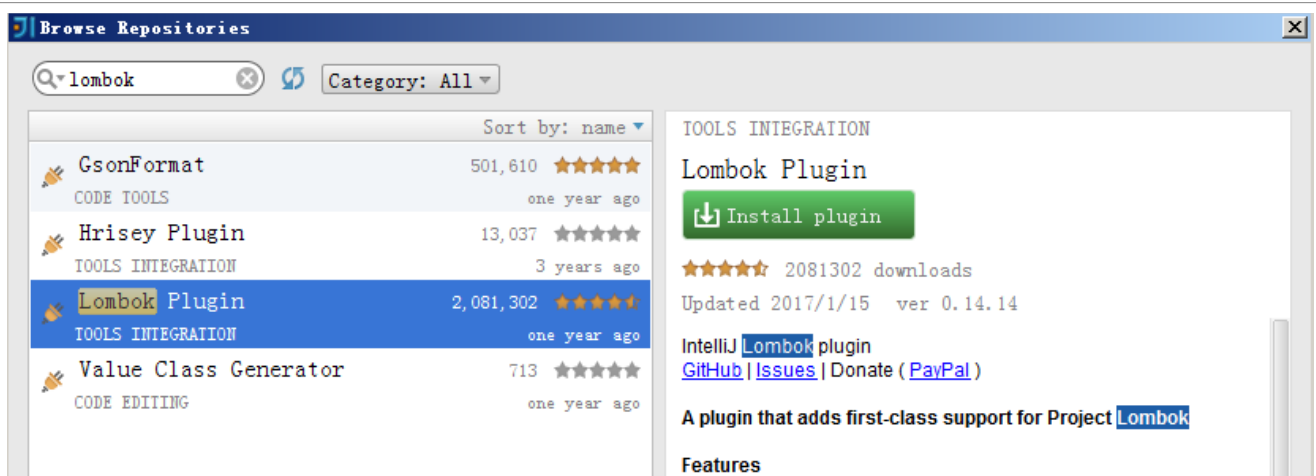 Browse Repositories
lombok
Category: All
Sort by: name
GsonFormat 501,610
CODE TOOLS one year ago
Hrisey Plugin 13,037
TOOLS INTEGRATION 3 years ago
Lombok Plugin 2,081,302
TOOLS INTEGRATION one year ago
Value Class Generator 713
CODE EDITING one year ago
TOOLS INTEGRATION
Lombok Plugin
Install plugin
2081302 downloads
Updated 2017/1/15 ver 0.14.14
IntelliJ Lombok plugin
GitHub | Issues | Donate ( PayPal )
A plugin that adds first-class support for Project Lombok
Features